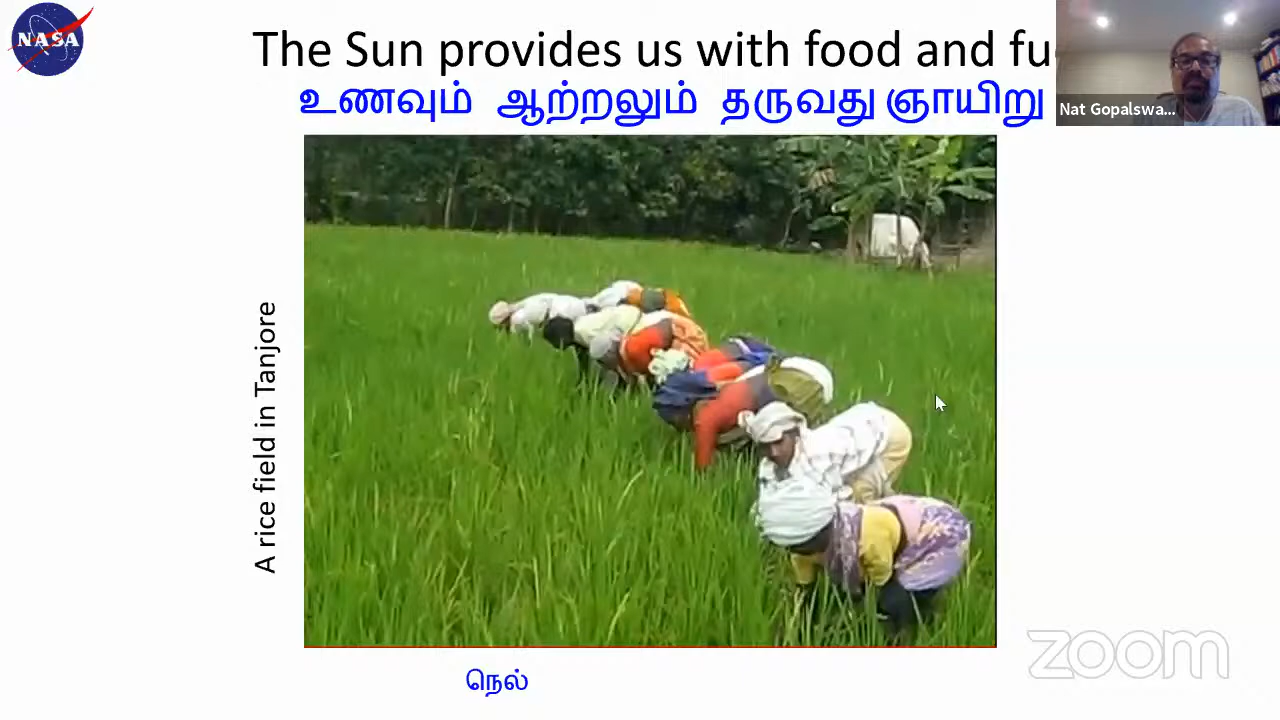 NASA
The Sun provides us with food and
உணவும் ஆற்றலும் தருவது ஞாயிறு
Nat Gopalswa...
A rice field in Tanjore
நெல்
zoom